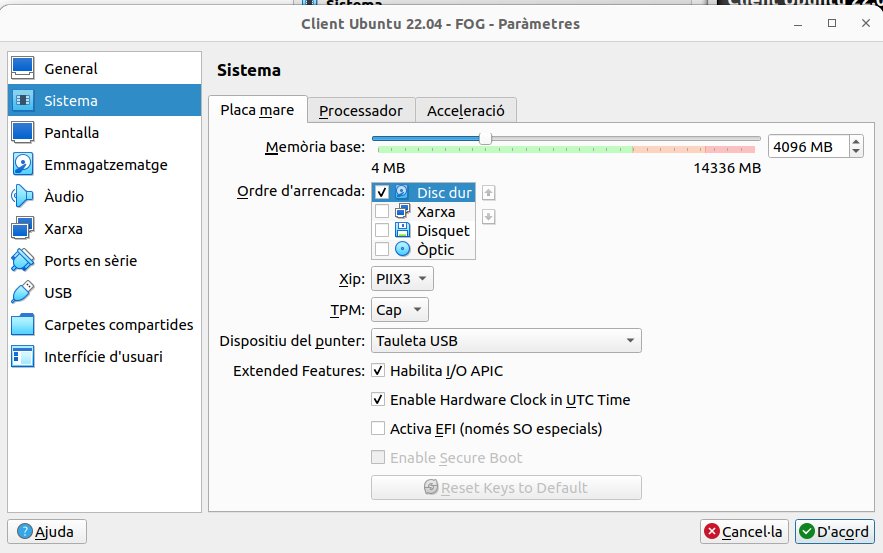 Client Ubuntu 22.04 - FOG - Paràmetres
General
Sistema
Pantalla
Emmagatzematge
Àudio
Xarxa
Ports en sèrie
USB
Carpetes compartides
Interfície d'usuari
Sistema
Placa mare
Processador
Acceleració
Memòria base:
4096 MB
4 MB
14336 MB
Ordre d'arrencada:
Disc dur
Xarxa
Disquet
Òptic
Xip:
PIIX3
TPM:
Cap
Dispositiu del punter:
Tauleta USB
Extended Features:
Habilita I/O APIC
Enable Hardware Clock in UTC Time
Activa EFI (només SO especials)
Enable Secure Boot
Reset Keys to Default
Ajuda
Cancel·la
D'acord